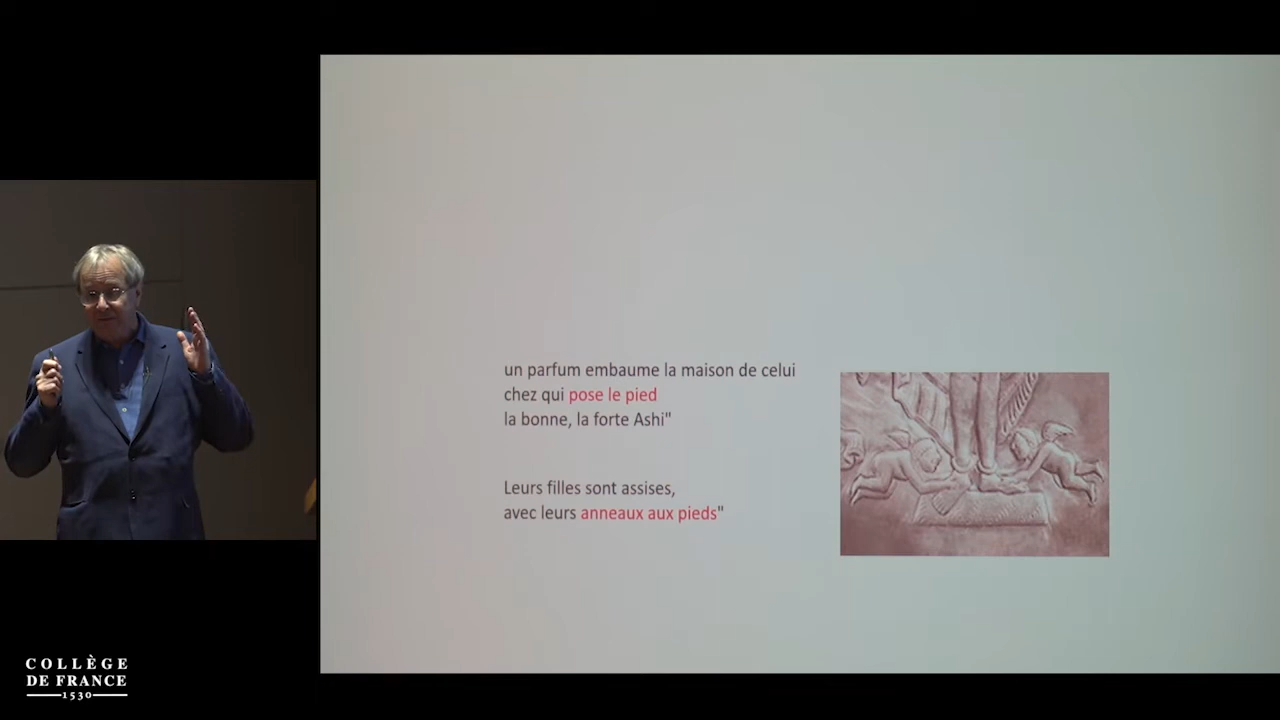 un parfum embaume la maison de celui
chez qui pose le pied
la bonne, la forte Ashi"
Leurs filles sont assises,
avec leurs anneaux aux pieds"
COLLÈGE
DE FRANCE
1530